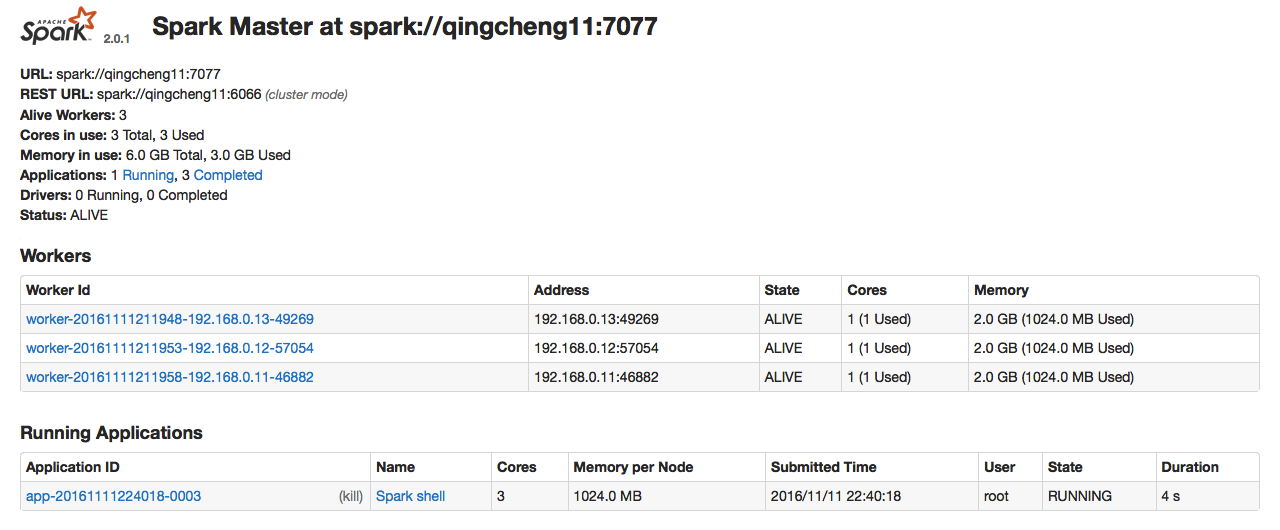 APACHE
Spark 2.0.1 Spark Master at spark://qingcheng11:7077
URL: spark://qingcheng11:7077
REST URL: spark://qingcheng11:6066 (cluster mode)
Alive Workers: 3
Cores in use: 3 Total, 3 Used
Memory in use: 6.0 GB Total, 3.0 GB Used
Applications: 1 Running, 3 Completed
Drivers: 0 Running, 0 Completed
Status: ALIVE
Workers
Worker Id Address State Cores Memory
worker-20161111211948-192.168.0.13-49269 192.168.0.13:49269 ALIVE 1 (1 Used) 2.0 GB (1024.0 MB Used)
worker-20161111211953-192.168.0.12-57054 192.168.0.12:57054 ALIVE 1 (1 Used) 2.0 GB (1024.0 MB Used)
worker-20161111211958-192.168.0.11-46882 192.168.0.11:46882 ALIVE 1 (1 Used) 2.0 GB (1024.0 MB Used)
Running Applications
Application ID Name Cores Memory per Node Submitted Time User State Duration
app-20161111224018-0003 (kill) Spark shell 3 1024.0 MB 2016/11/11 22:40:18 root RUNNING 4 s